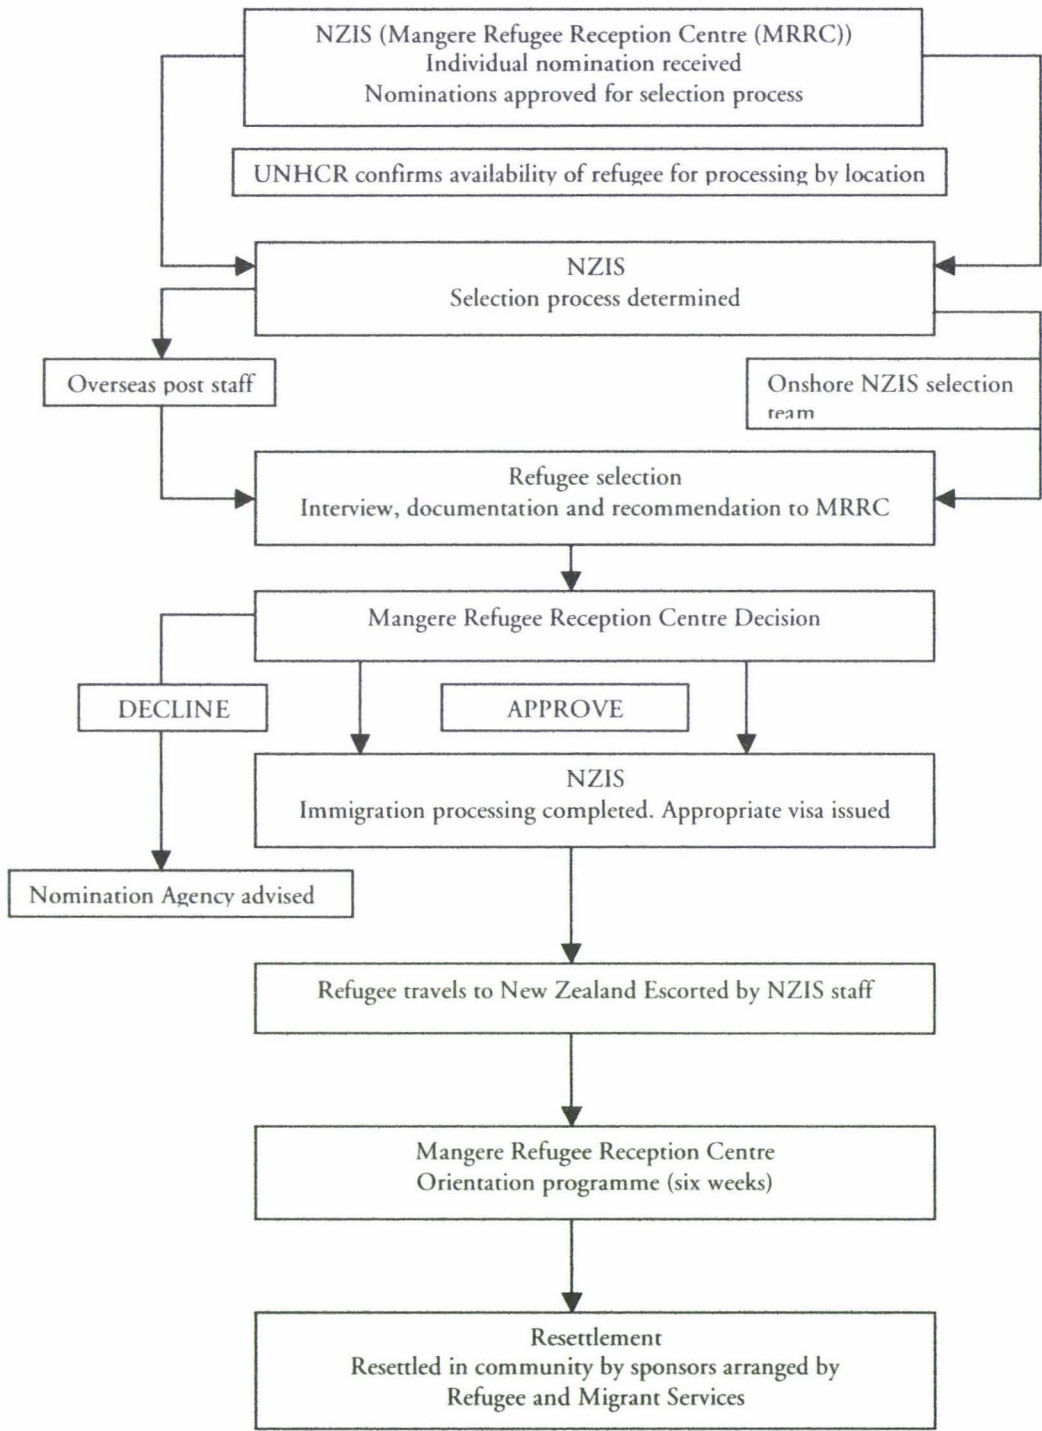 NZIS (Mangere Refugee Reception Centre (MRRC))
Individual nomination received
Nominations approved for selection process
UNHCR confirms availability of refugee for processing by location
NZIS
Selection process determined
Overseas post staff
Onshore NZIS selection
team
Refugee selection
Interview, documentation and recommendation to MRRC
Mangere Refugee Reception Centre Decision
DECLINE
APPROVE
NZIS
Immigration processing completed. Appropriate visa issued
Nomination Agency advised
Refugee travels to New Zealand Escorted by NZIS staff
Mangere Refugee Reception Centre
Orientation programme (six weeks)
Resettlement
Resettled in community by sponsors arranged by
Refugee and Migrant Services